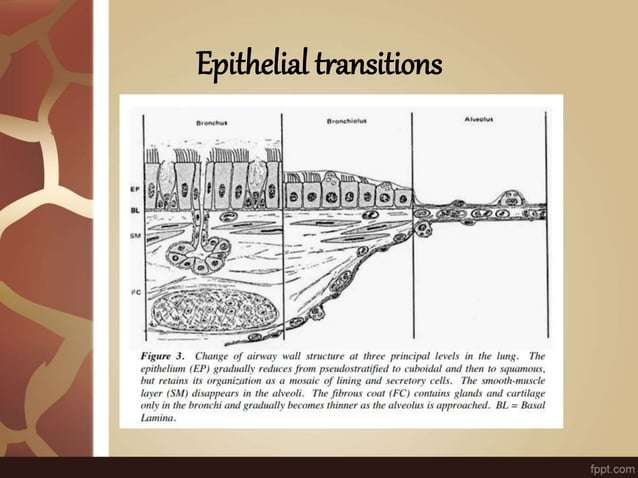 Epithelial transitions
Bronchus
Bronchiolus
Alveolus
EP
BL
SM
FC
Figure 3. Change of airway wall structure at three principal levels in the lung. The
epithelium (EP) gradually reduces from pseudostratified to cuboidal and then to squamous,
but retains its organization as a mosaic of lining and secretory cells. The smooth-muscle
layer (SM) disappears in the alveoli. The fibrous coat (FC) contains glands and cartilage
only in the bronchi and gradually becomes thinner as the alveolus is approached. BL = Basal
Lamina.
fppt.com